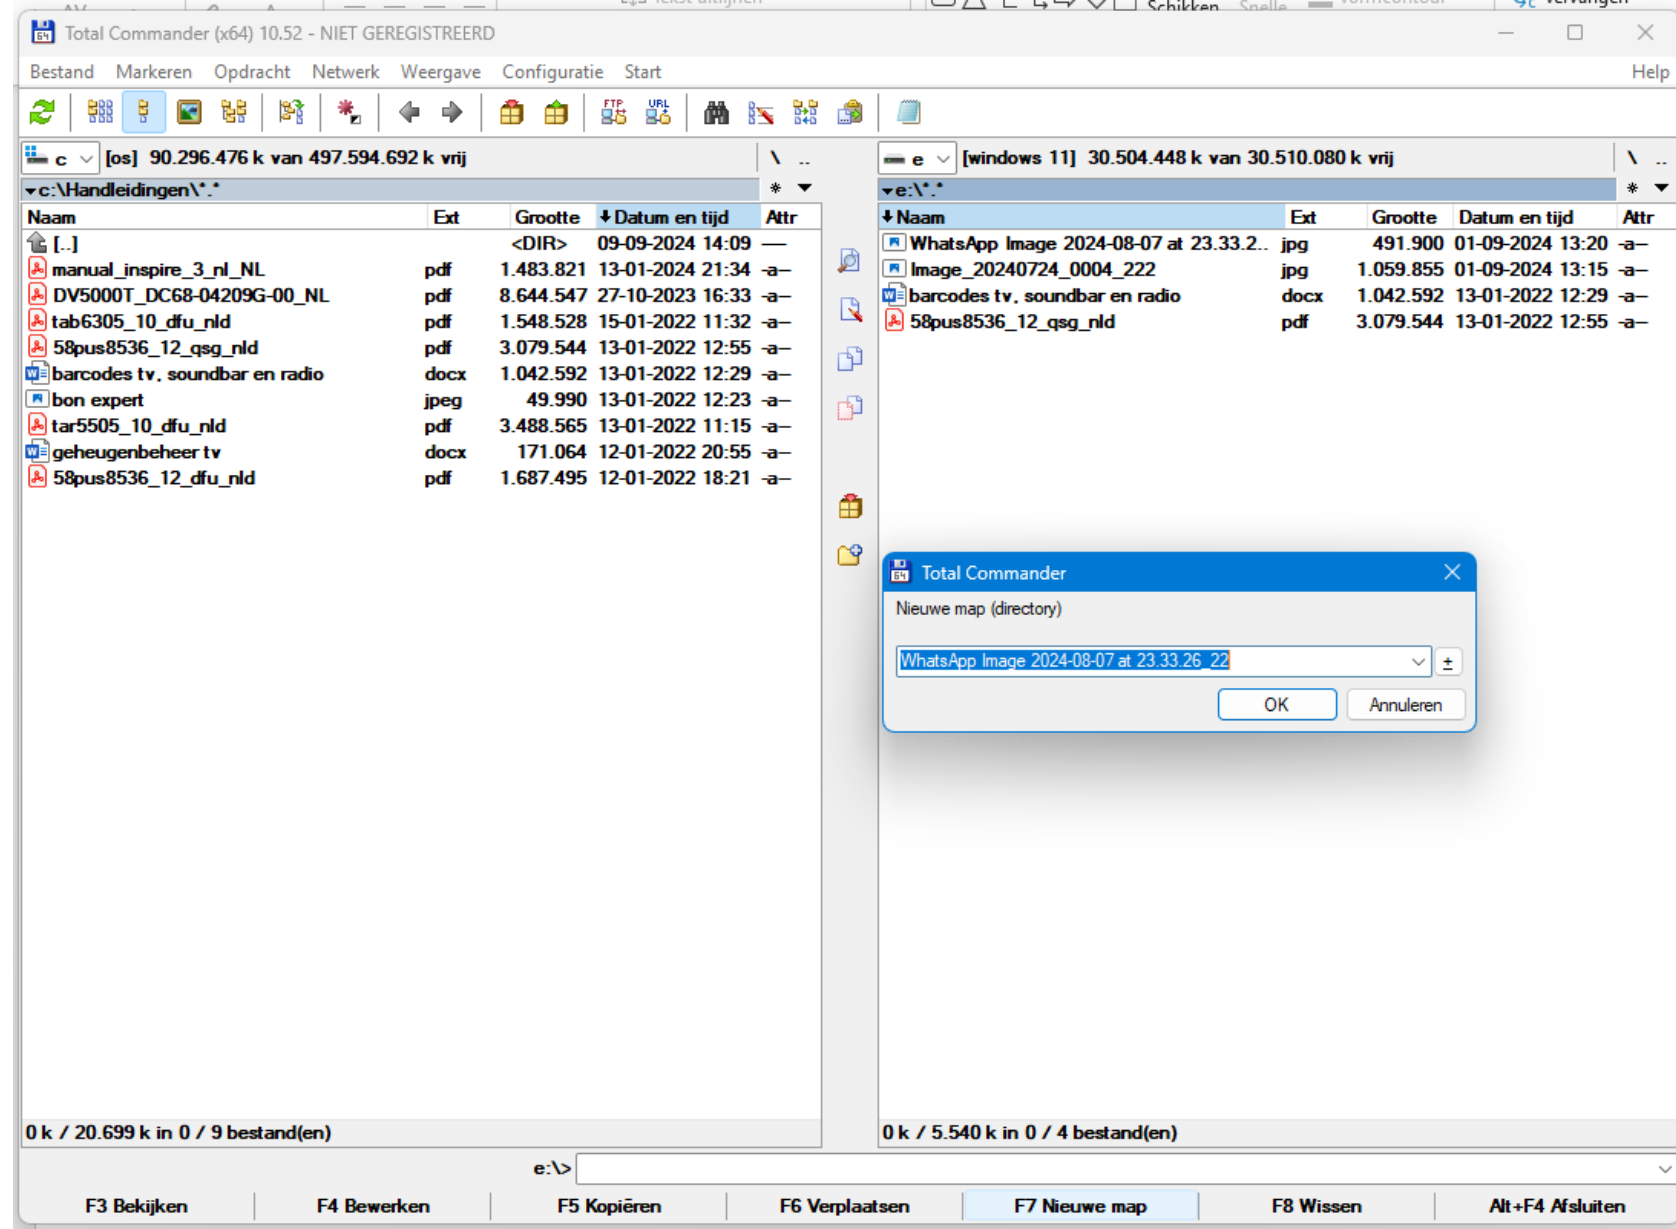 Schikken Snelle Vormcontour Vervangen
Total Commander (x64) 10.52 - NIET GEREGISTREERD
Bestand Markeren Opdracht Netwerk Weergave Configuratie Start Help
FTP URL
c [os] 90.296.476 k van 497.594.692 k vrij \ ..
e [windows 11] 30.504.448 k van 30.510.080 k vrij \ ..
c:\Handleidingen\*.* *
e:\*.* *
Naam Ext Grootte Datum en tijd Attr
[..] <DIR> 09-09-2024 14:09 —
manual_inspire_3_nl_NL pdf 1.483.821 13-01-2024 21:34 -a--
DV5000T_DC68-04209G-00_NL pdf 8.644.547 27-10-2023 16:33 -a--
tab6305_10_dfu_nld pdf 1.548.528 15-01-2022 11:32 -a--
58pus8536_12_qsg_nld pdf 3.079.544 13-01-2022 12:55 -a--
barcodes tv, soundbar en radio docx 1.042.592 13-01-2022 12:29 -a--
bon expert jpeg 49.990 13-01-2022 12:23 -a--
tar5505_10_dfu_nld pdf 3.488.565 13-01-2022 11:15 -a--
geheugenbeheer tv docx 171.064 12-01-2022 20:55 -a--
58pus8536_12_dfu_nld pdf 1.687.495 12-01-2022 18:21 -a--
0 k / 20.699 k in 0 / 9 bestand(en)
Naam Ext Grootte Datum en tijd Attr
WhatsApp Image 2024-08-07 at 23.33.2.. jpg 491.900 01-09-2024 13:20 -a--
Image_20240724_0004_222 jpg 1.059.855 01-09-2024 13:15 -a--
barcodes tv, soundbar en radio docx 1.042.592 13-01-2022 12:29 -a--
58pus8536_12_qsg_nld pdf 3.079.544 13-01-2022 12:55 -a--
Total Commander
Nieuwe map (directory)
WhatsApp Image 2024-08-07 at 23.33.26_22
OK Annuleren
0 k / 5.540 k in 0 / 4 bestand(en)
e:\>
F3 Bekijken F4 Bewerken F5 Kopiëren F6 Verplaatsen F7 Nieuwe map F8 Wissen Alt+F4 Afsluiten